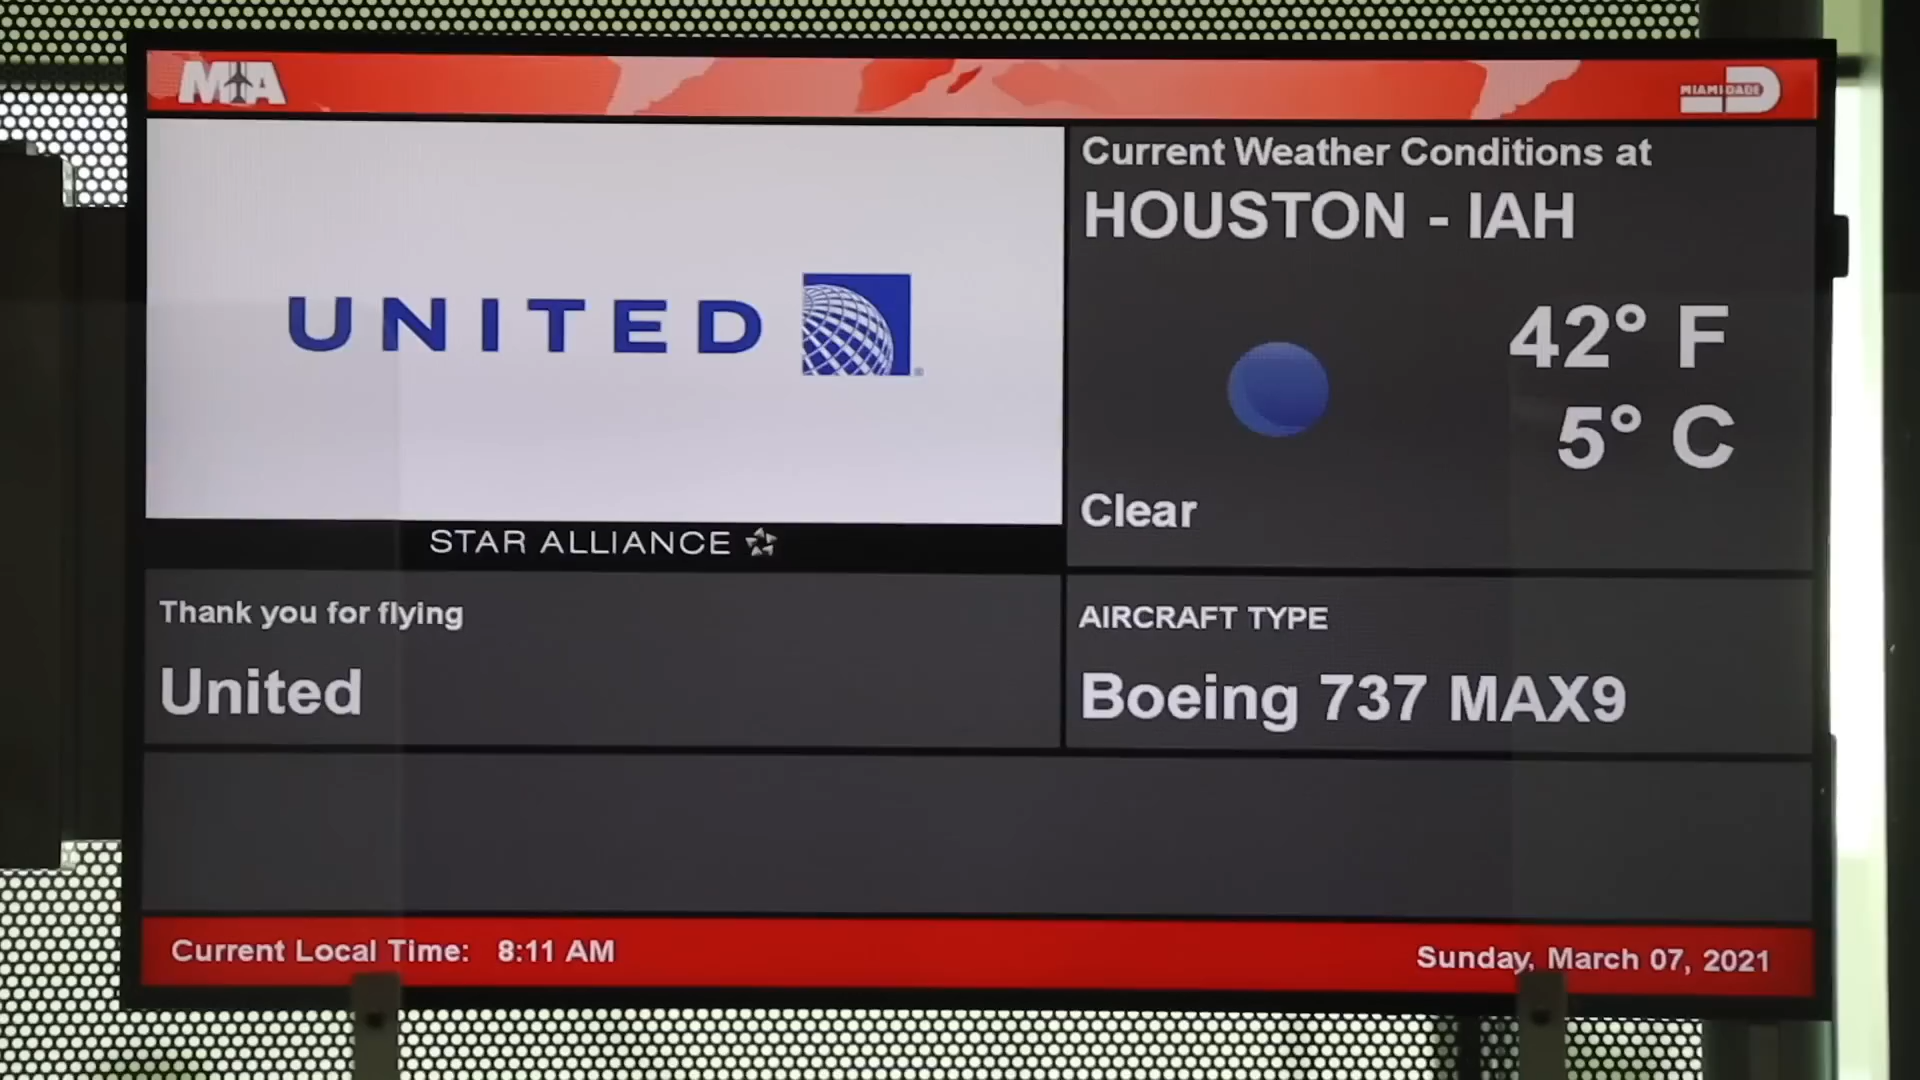 MIA
MIAMI-DADE
UNITED
STAR ALLIANCE
Current Weather Conditions at
HOUSTON - IAH
42° F
5° C
Clear
Thank you for flying
United
AIRCRAFT TYPE
Boeing 737 MAX9
Current Local Time: 8:11 AM
Sunday, March 07, 2021